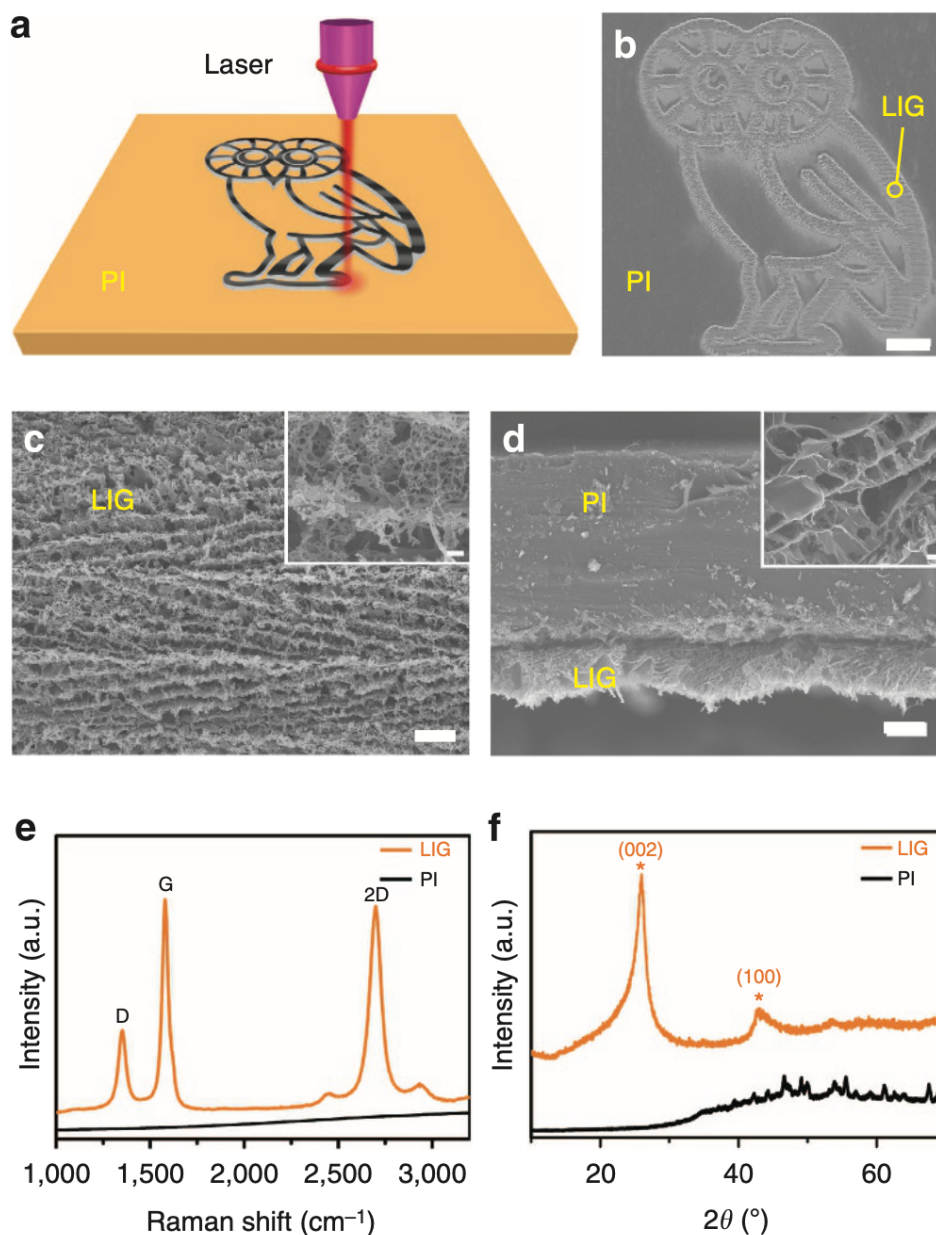 a
Laser
PI
b
LIG
PI
c
LIG
d
PI
LIG
e
LIG
PI
D
G
2D
Intensity (a.u.)
1,000 1,500 2,000 2,500 3,000
Raman shift (cm⁻¹)
f
LIG
PI
(002)
*
(100)
*
Intensity (a.u.)
20 40 60
2θ (°)